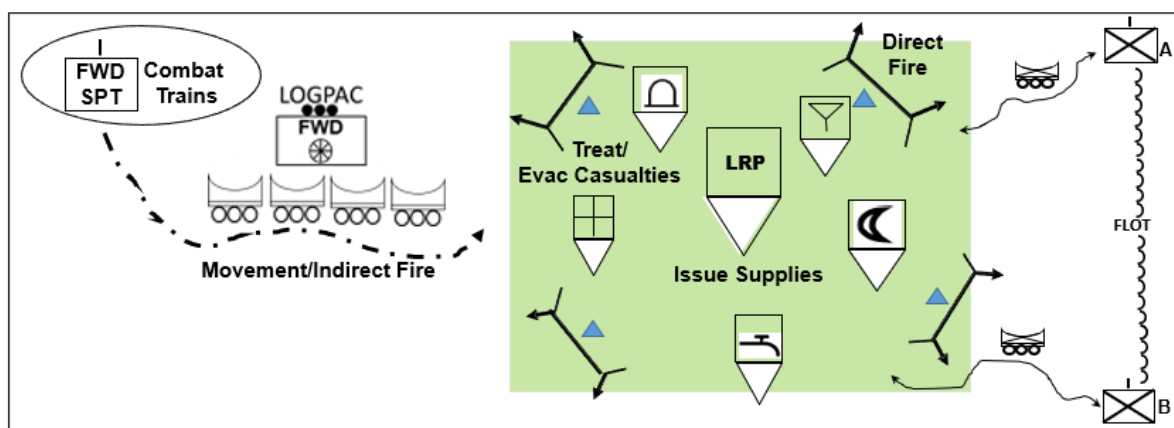 FWD
SPT
Combat
Trains
LOGPAC
FWD
Movement/Indirect Fire
Direct
Fire
Treat/
Evac Casualties
LRP
Issue Supplies
A
FLOT
B